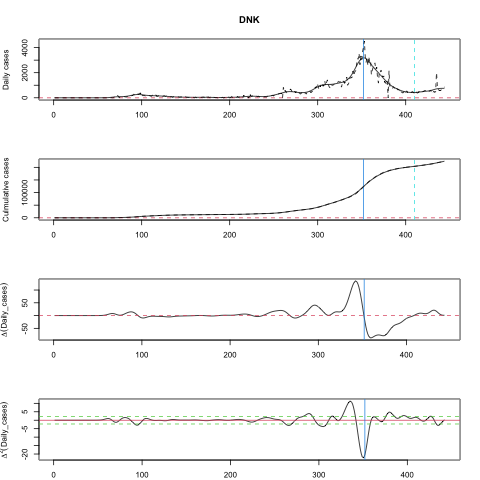 DNK
Daily cases
0 2000 4000
0 100 200 300 400
Culmulative cases
0 100000
0 100 200 300 400
Δ(Daily_cases)
-50 50
0 100 200 300 400
Δ²(Daily_cases)
-20 -5 5
0 100 200 300 400